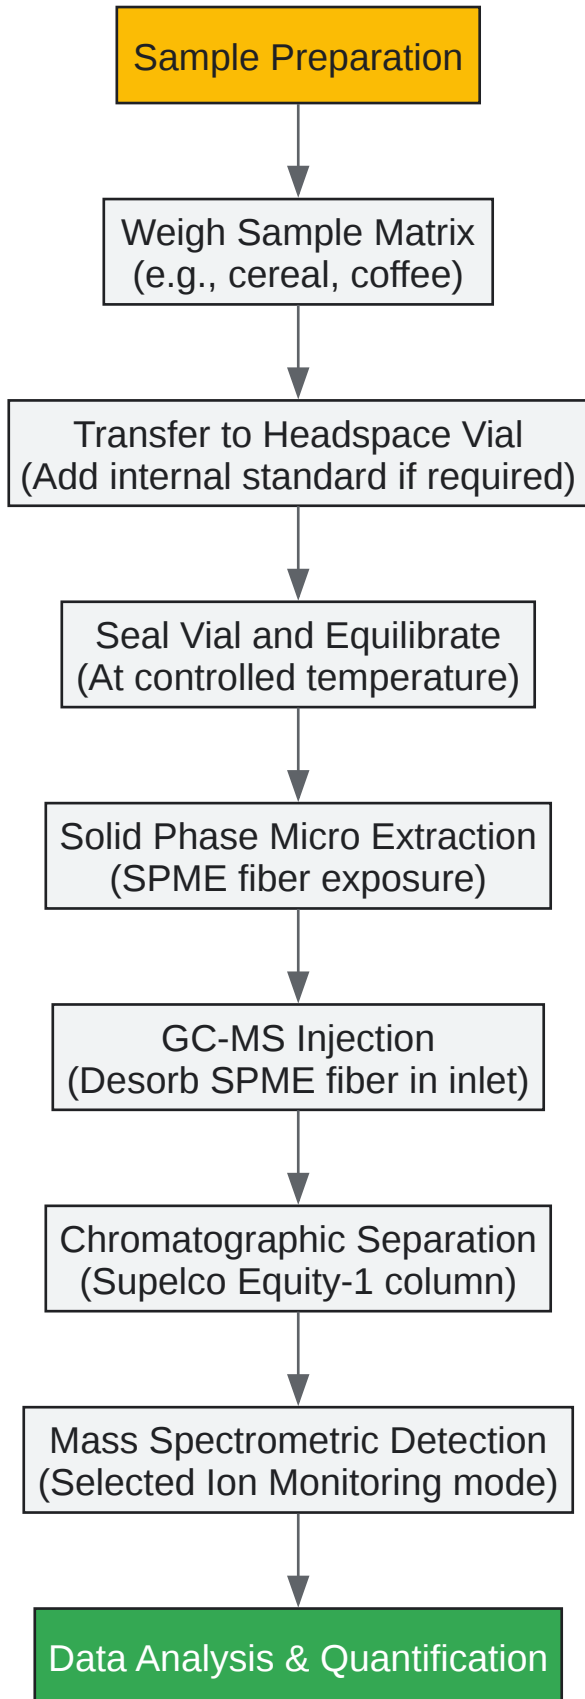 Sample Preparation
Weigh Sample Matrix
(e.g., cereal, coffee)
Transfer to Headspace Vial
(Add internal standard if required)
Seal Vial and Equilibrate
(At controlled temperature)
Solid Phase Micro Extraction
(SPME fiber exposure)
GC-MS Injection
(Desorb SPME fiber in inlet)
Chromatographic Separation
(Supelco Equity-1 column)
Mass Spectrometric Detection
(Selected Ion Monitoring mode)
Data Analysis & Quantification